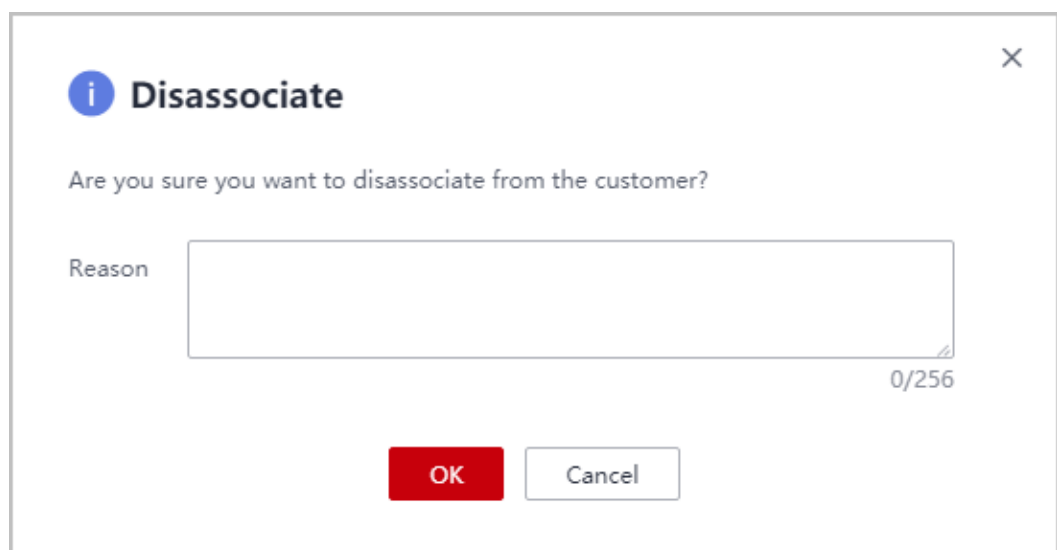 Disassociate
Are you sure you want to disassociate from the customer?
Reason
0/256
OK Cancel